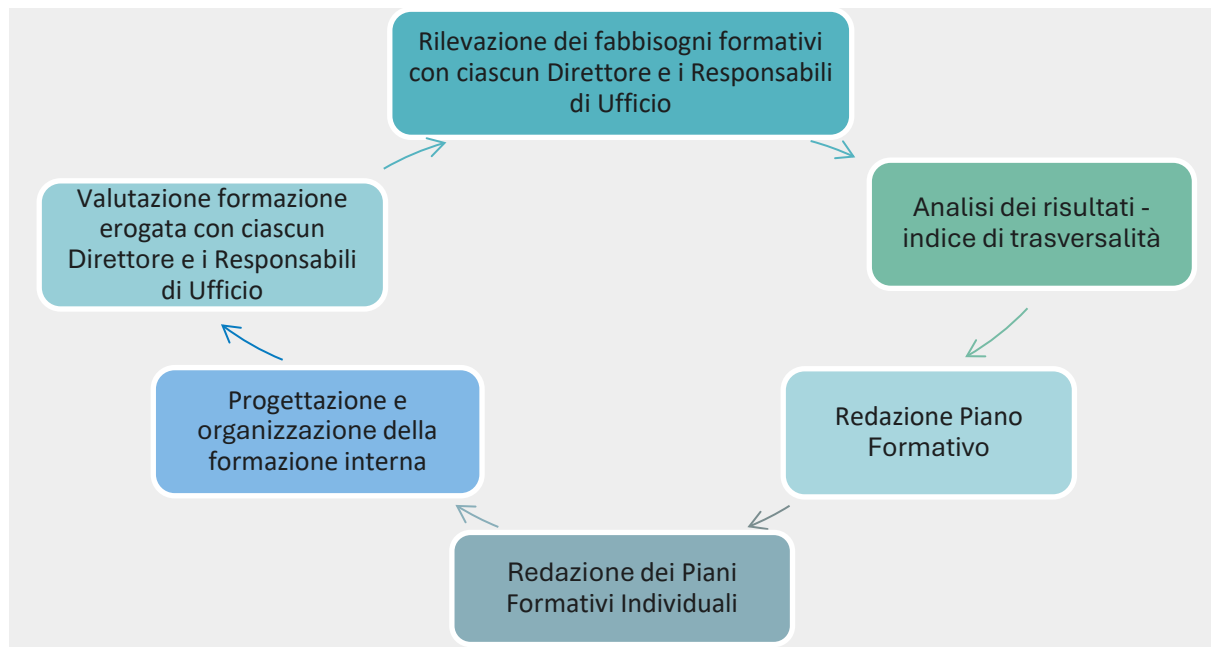 Rilevazione dei fabbisogni formativi
con ciascun Direttore e i Responsabili
di Ufficio
Analisi dei risultati -
indice di trasversalità
Redazione Piano
Formativo
Redazione dei Piani
Formativi Individuali
Progettazione e
organizzazione della
formazione interna
Valutazione formazione
erogata con ciascun
Direttore e i Responsabili
di Ufficio